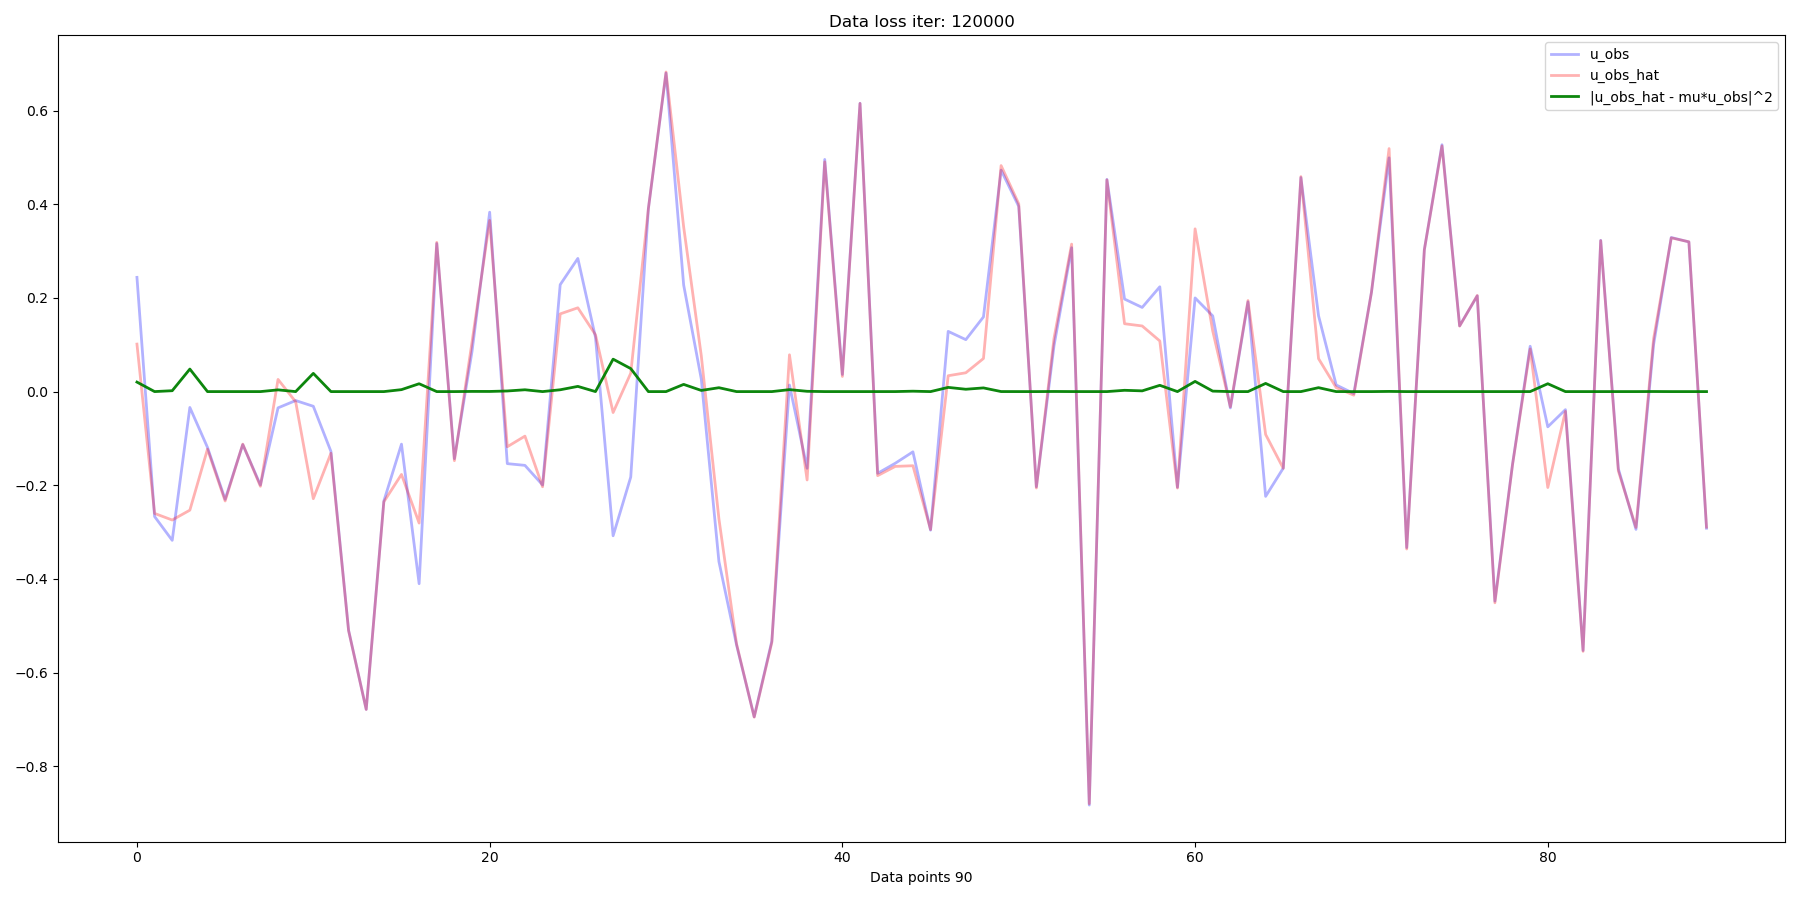 Data loss iter: 120000
u_obs
u_obs_hat
|u_obs_hat - mu*u_obs|^2
0.6
0.4
0.2
0.0
−0.2
−0.4
−0.6
−0.8
0 20 40 60 80
Data points 90